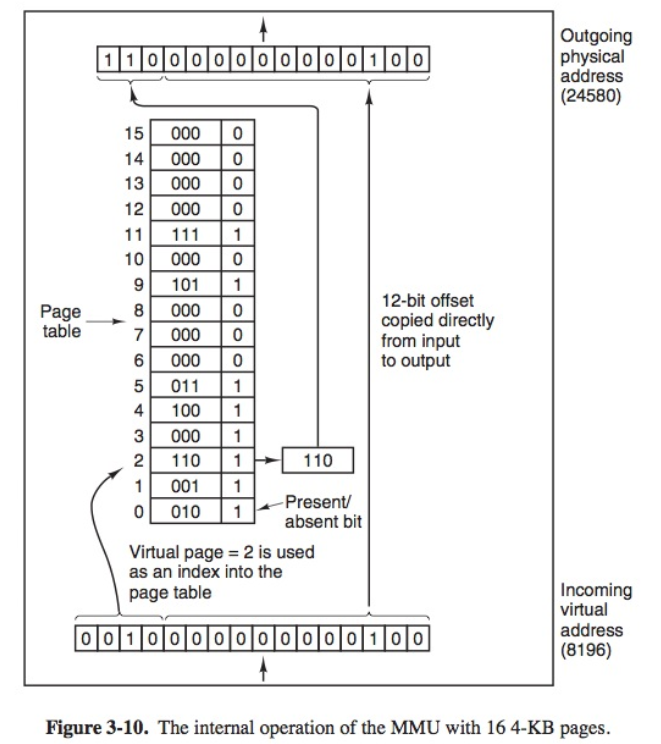 1 1 0 0 0 0 0 0 0 0 0 0 1 0 0
Outgoing
physical
address
(24580)
15 000 0
14 000 0
13 000 0
12 000 0
11 111 1
10 000 0
9 101 1
8 000 0
7 000 0
6 000 0
5 011 1
4 100 1
3 000 1
2 110 1 110
1 001 1
0 010 1
Page
table
12-bit offset
copied directly
from input
to output
Present/
absent bit
Virtual page = 2 is used
as an index into the
page table
Incoming
virtual
address
(8196)
0 0 1 0 0 0 0 0 0 0 0 0 0 1 0 0
Figure 3-10. The internal operation of the MMU with 16 4-KB pages.